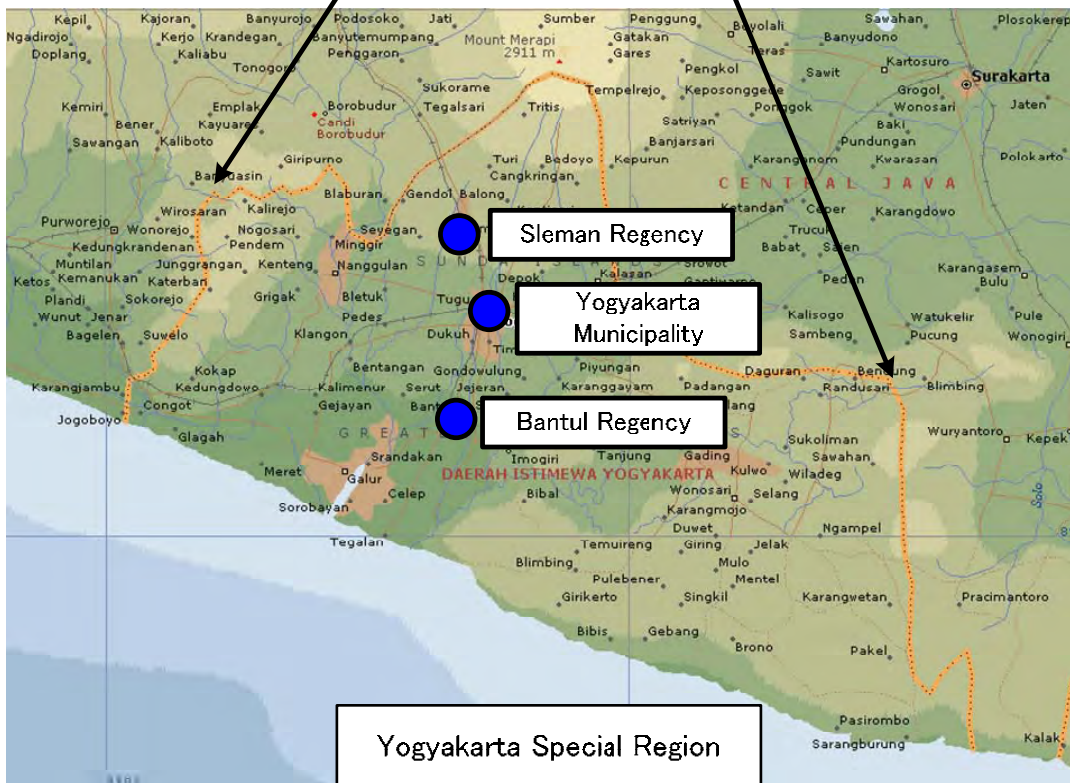 Kepil
Kajoran
Banyurojo
Podosoko
Jati
Sumber
Penggung
Sawahan
Plosokerep
Ngadirojo
Kerjo
Krandegan
Banyutemumpang
Mount Merapi
2911 m
Gatakan
Boyolali
Banyudono
Doplang
Kaliabu
Penggaron
Gares
Teras
Kartosuro
Tonogoro
Pengkol
Sawit
Surakarta
Sukorame
Tempelrejo
Keposonggede
Grogol
Kemiri
Emplak
Borobudur
Tegalsari
Tritis
Ponggok
Wonosari
Jaten
Bener
Kayuare
Candi
Borobudur
Satriyan
Baki
Sawangan
Kaliboto
Banjarsari
Pundungan
Giripurno
Turi
Bedoyo
Kepurun
Karanganom
Kwarasan
Polokarto
Cangkringan
CENTRAL JAVA
Blaburan
Gendol
Balong
Wirosaran
Kalirejo
Ketandan
Ceper
Karangdowo
Purworejo
Wonorejo
Nogosari
Seyegan
Sleman Regency
Trucuk
Kedungkrandenan
Pendem
Minggir
Babat
Muntilan
Junggrangan
Kenteng
Nanggulan
Karangasem
Ketos
Kemanukan
Katerban
Depok
Kalasan
Pedan
Bulu
Plandi
Sokorejo
Grigak
Bletuk
Tugu
Yogyakarta
Municipality
Wunut
Jenar
Pedes
Kalisogo
Watukelir
Pule
Bagelen
Suwelo
Klangon
Dukuh
Sambeng
Pucung
Wonogiri
Bentangan
Gondowulung
Piyungan
Daguran
Bendung
Kokap
Karangjambu
Kedungdowo
Kalimenur
Serut
Jejeran
Karanggayam
Padangan
Randusari
Blimbing
Jogoboyo
Congot
Gejayan
Bantul Regency
Glagah
Sukoliman
Wuryantoro
Kepek
Srandakan
Imogiri
Tanjung
Gading
Sawahan
Meret
Galur
DAERAH ISTIMEWA YOGYAKARTA
Kulwo
Wiladeg
Sorobayan
Celep
Bibal
Wonosari
Selang
Solo
Karangmojo
Tegalan
Duwet
Ngampel
Temuireng
Giring
Jelak
Blimbing
Mulo
Pulebener
Mentel
Girikerto
Singkil
Karangwetan
Pracimantoro
Bibis
Gebang
Brono
Pakel
Yogyakarta Special Region
Pasirombo
Sarangburung
Kalak